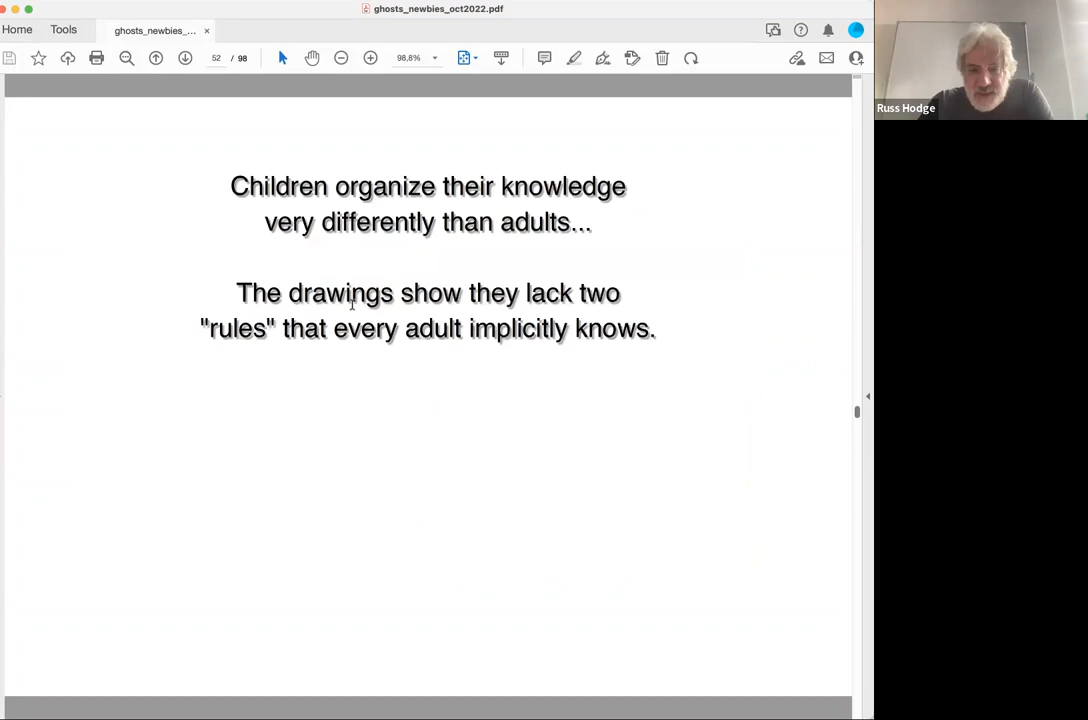 ghosts_newbies_oct2022.pdf
Home
Tools
ghosts_newbies_...
52 / 98
98,8%
Russ Hodge
Children organize their knowledge
very differently than adults...
The drawings show they lack two
"rules" that every adult implicitly knows.